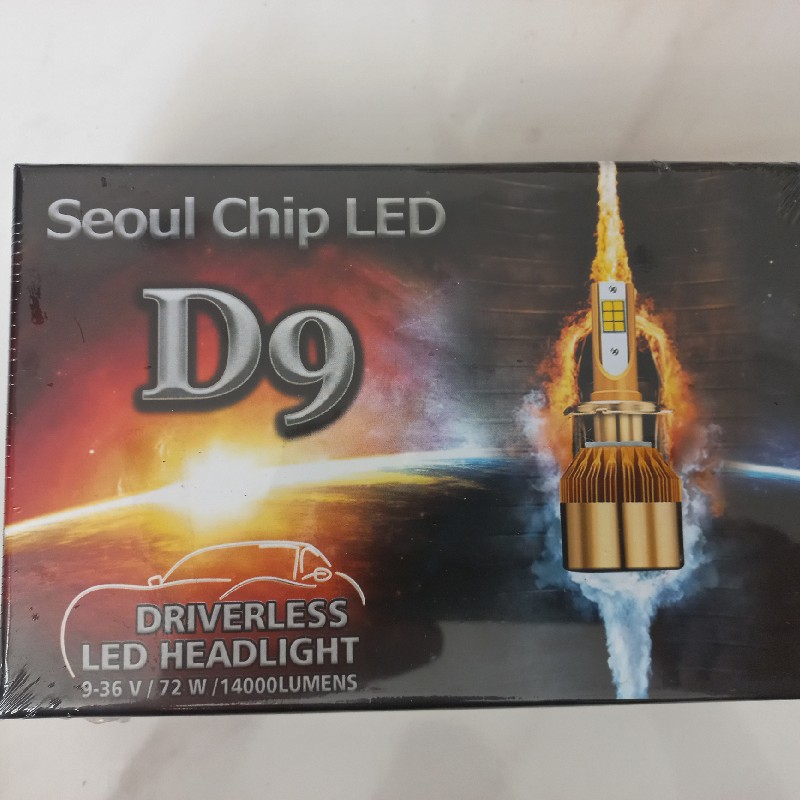 Seoul Chip LED
D9
DRIVERLESS
LED HEADLIGHT
9-36 V / 72 W /14000LUMENS